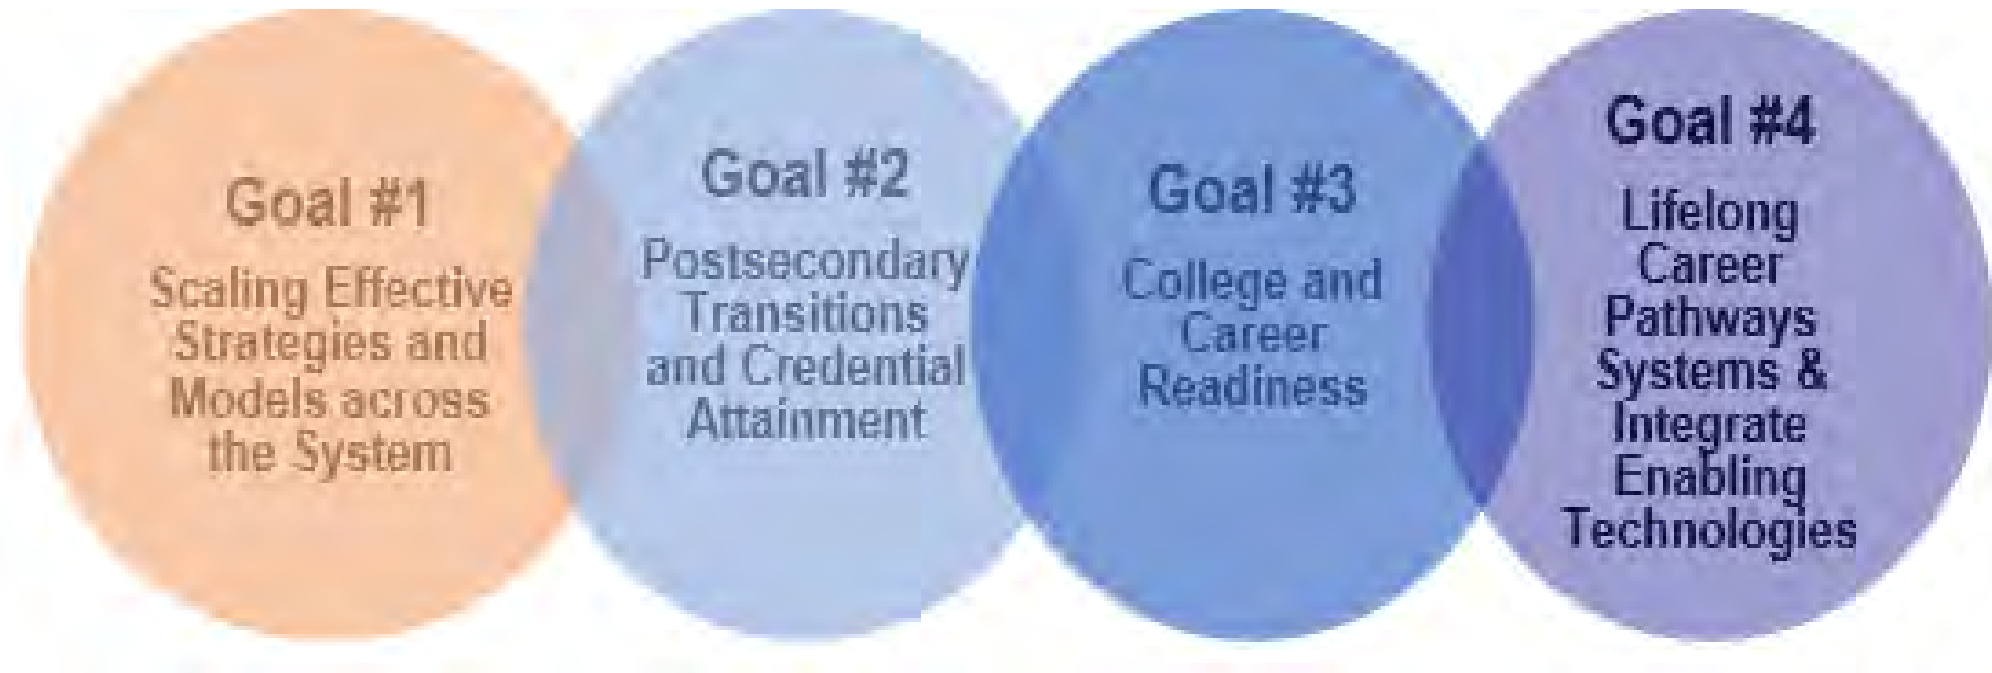 Goal #1
Scaling Effective
Strategies and
Models across
the System
Goal #2
Postsecondary
Transitions
and Credential
Attainment
Goal #3
College and
Career
Readiness
Goal #4
Lifelong
Career
Pathways
Systems &
Integrate
Enabling
Technologies